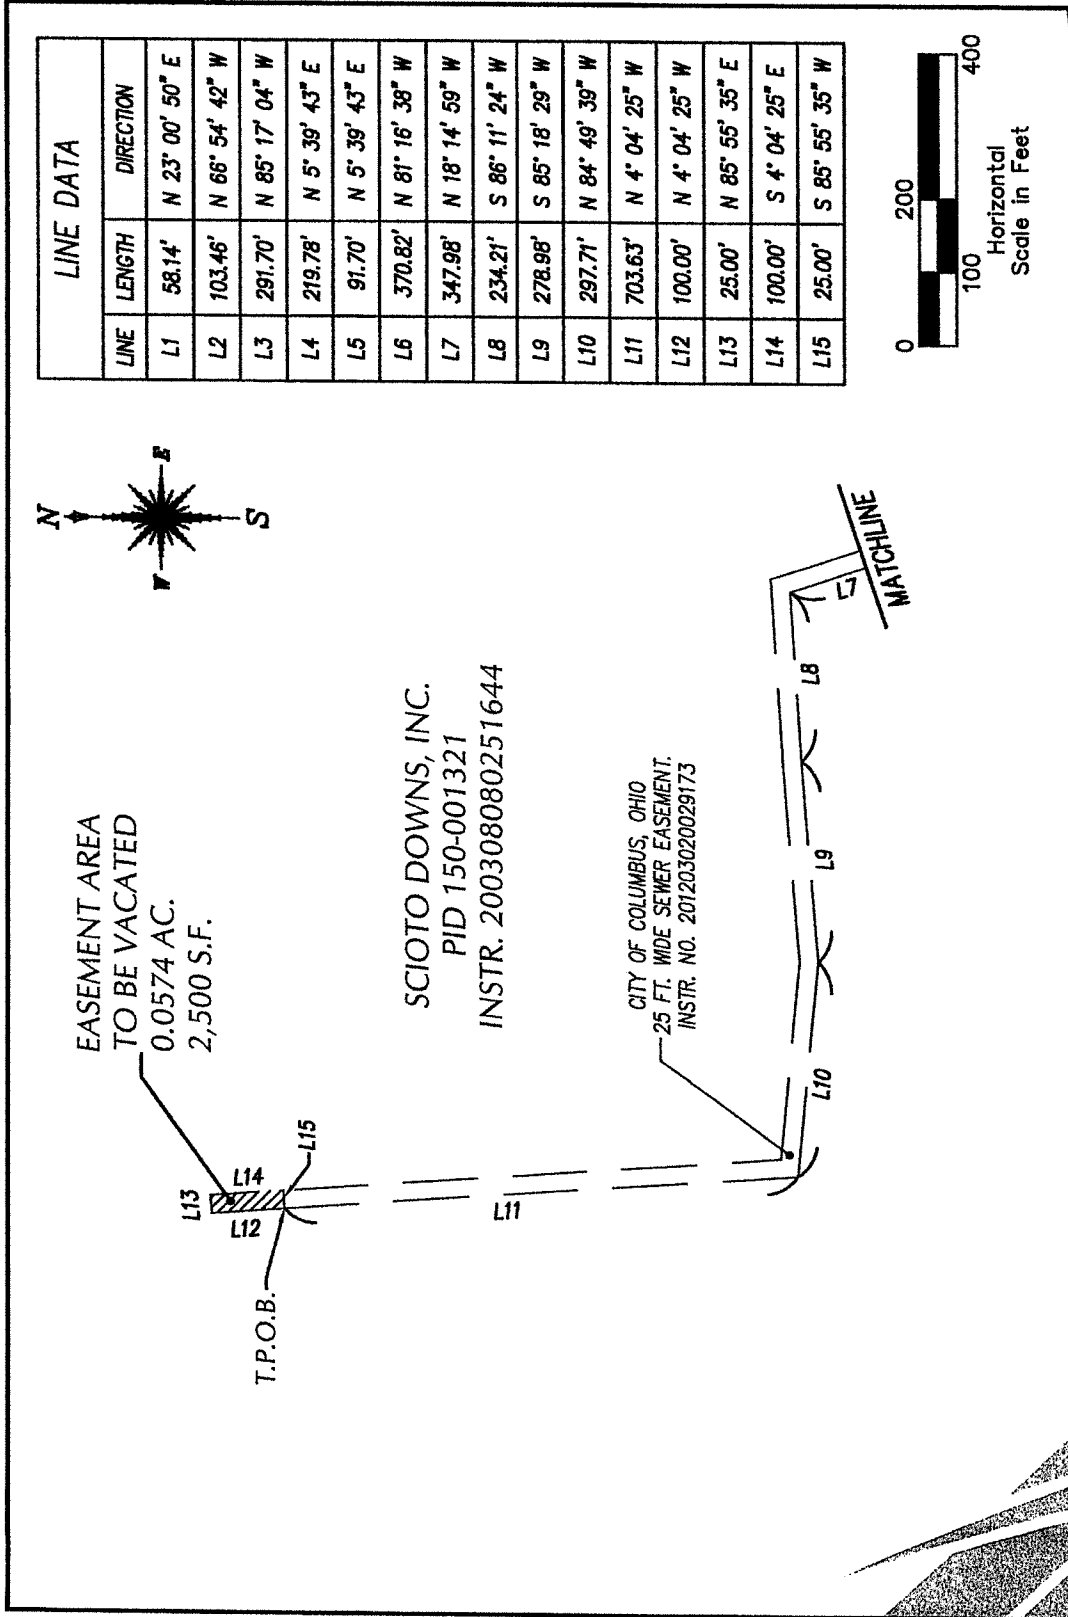 LINE DATA
LINE LENGTH DIRECTION
L1 58.14' N 23° 00' 50" E
L2 103.46' N 66° 54' 42" W
L3 291.70' N 85° 17' 04" W
L4 219.78' N 5° 39' 43" E
L5 91.70' N 5° 39' 43" E
L6 370.82' N 81° 16' 38" W
L7 347.98' N 18° 14' 59" W
L8 234.21' S 86° 11' 24" W
L9 278.98' S 85° 18' 29" W
L10 297.71' N 84° 49' 39" W
L11 703.63' N 4° 04' 25" W
L12 100.00' N 4° 04' 25" W
L13 25.00' N 85° 55' 35" E
L14 100.00' S 4° 04' 25" E
L15 25.00' S 85° 55' 35" W
N
W E
S
EASEMENT AREA
TO BE VACATED
0.0574 AC.
2,500 S.F.
SCIOTO DOWNS, INC.
PID 150-001321
INSTR. 200308080251644
CITY OF COLUMBUS, OHIO
25 FT. WIDE SEWER EASEMENT.
INSTR. NO. 201203020029173
L13
L14
L12
L15
T.P.O.B.
L11
L10
L9
L8
L7
MATCHLINE
0 200
100 400
Horizontal
Scale in Feet